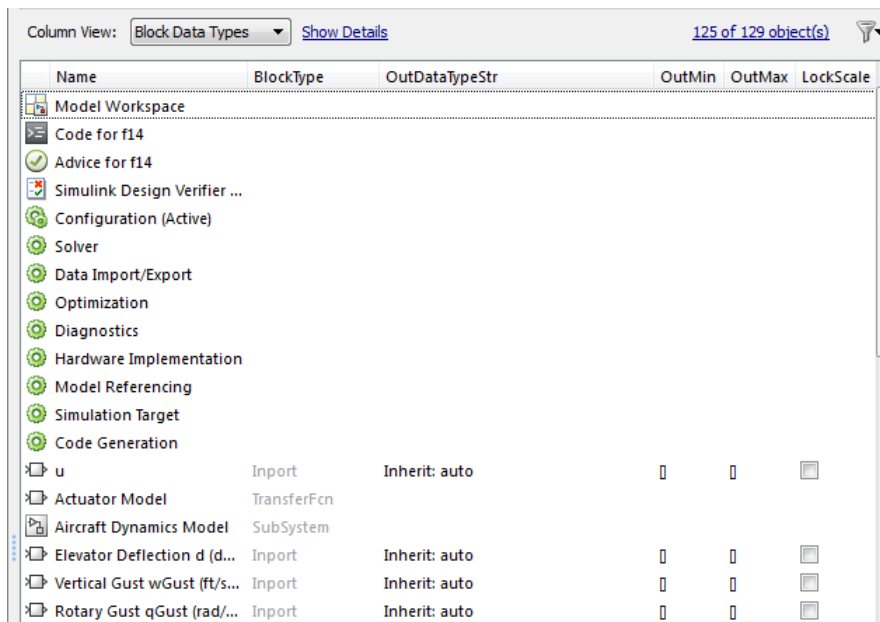 Column View: Block Data Types Show Details 125 of 129 object(s)
Name BlockType OutDataTypeStr OutMin OutMax LockScale
Model Workspace
Code for f14
Advice for f14
Simulink Design Verifier ...
Configuration (Active)
Solver
Data Import/Export
Optimization
Diagnostics
Hardware Implementation
Model Referencing
Simulation Target
Code Generation
u Inport Inherit: auto [] []
Actuator Model TransferFcn
Aircraft Dynamics Model SubSystem
Elevator Deflection d (d... Inport Inherit: auto [] []
Vertical Gust wGust (ft/s... Inport Inherit: auto [] []
Rotary Gust qGust (rad/... Inport Inherit: auto [] []